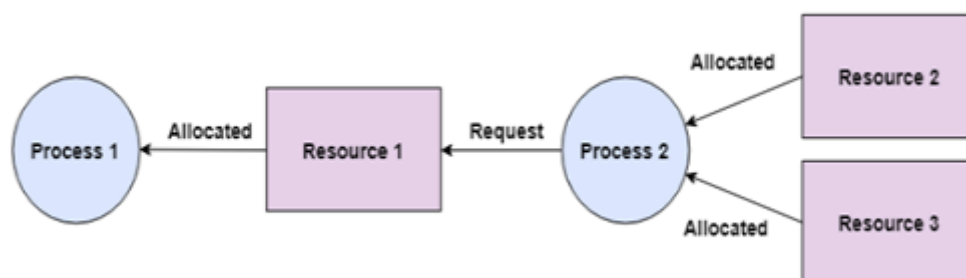 Allocated
Resource 2
Process 1
Allocated
Resource 1
Request
Process 2
Allocated
Resource 3